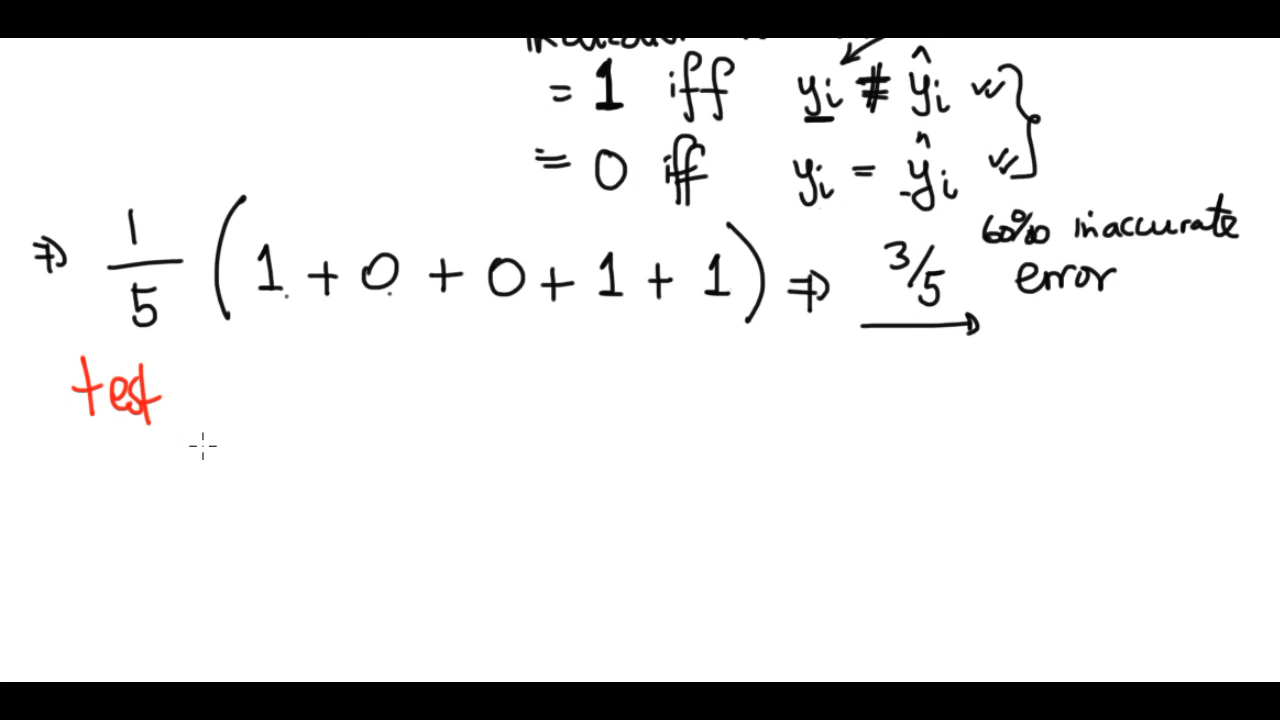 = 1 iff yi ≠ ŷi
= 0 iff yi = ŷi
⇒ 1/5 (1 + 0 + 0 + 1 + 1) ⇒ 3/5 60% inaccurate
error
test